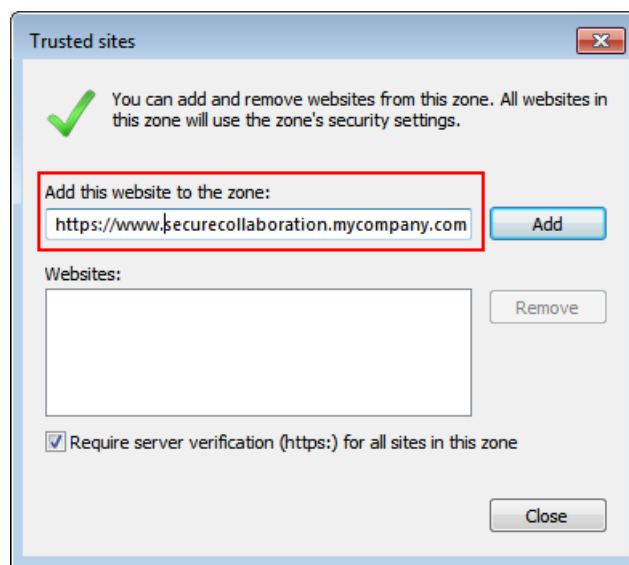 Trusted sites
You can add and remove websites from this zone. All websites in
this zone will use the zone's security settings.
Add this website to the zone:
https://www.securecollaboration.mycompany.com
Add
Websites:
Remove
Require server verification (https:) for all sites in this zone
Close